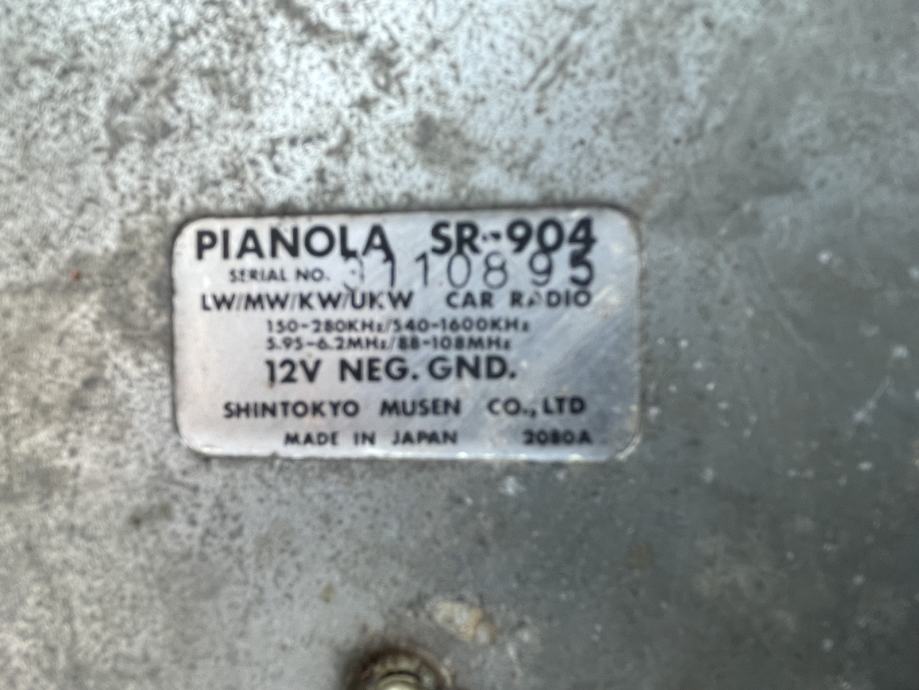 PIANOLA SR-904
SERIAL NO. 3110895
LW/MW/KW/UKW CAR RADIO
150-280KHz/540-1600KHz
5.95-6.2MHz/88-108MHz
12V NEG. GND.
SHINTOKYO MUSEN CO., LTD
MADE IN JAPAN 2080A